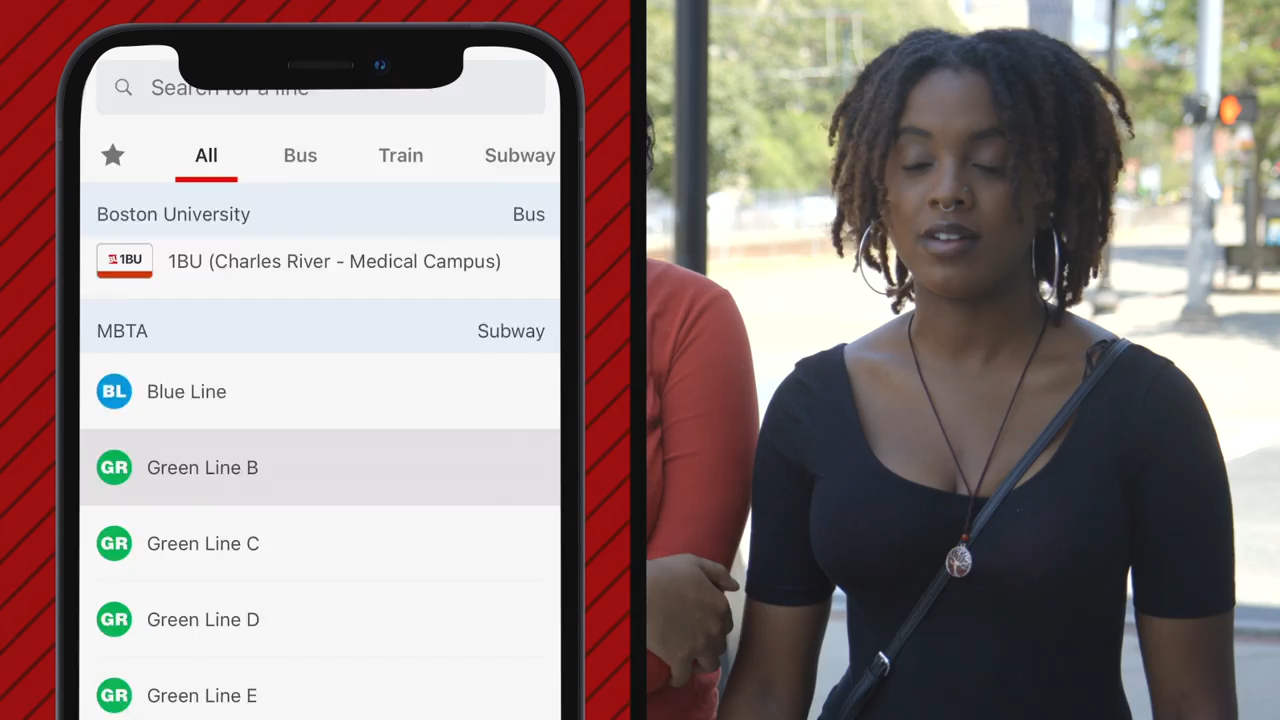 Search for a line
All Bus Train Subway
Boston University Bus
1BU 1BU (Charles River - Medical Campus)
MBTA Subway
BL Blue Line
GR Green Line B
GR Green Line C
GR Green Line D
GR Green Line E